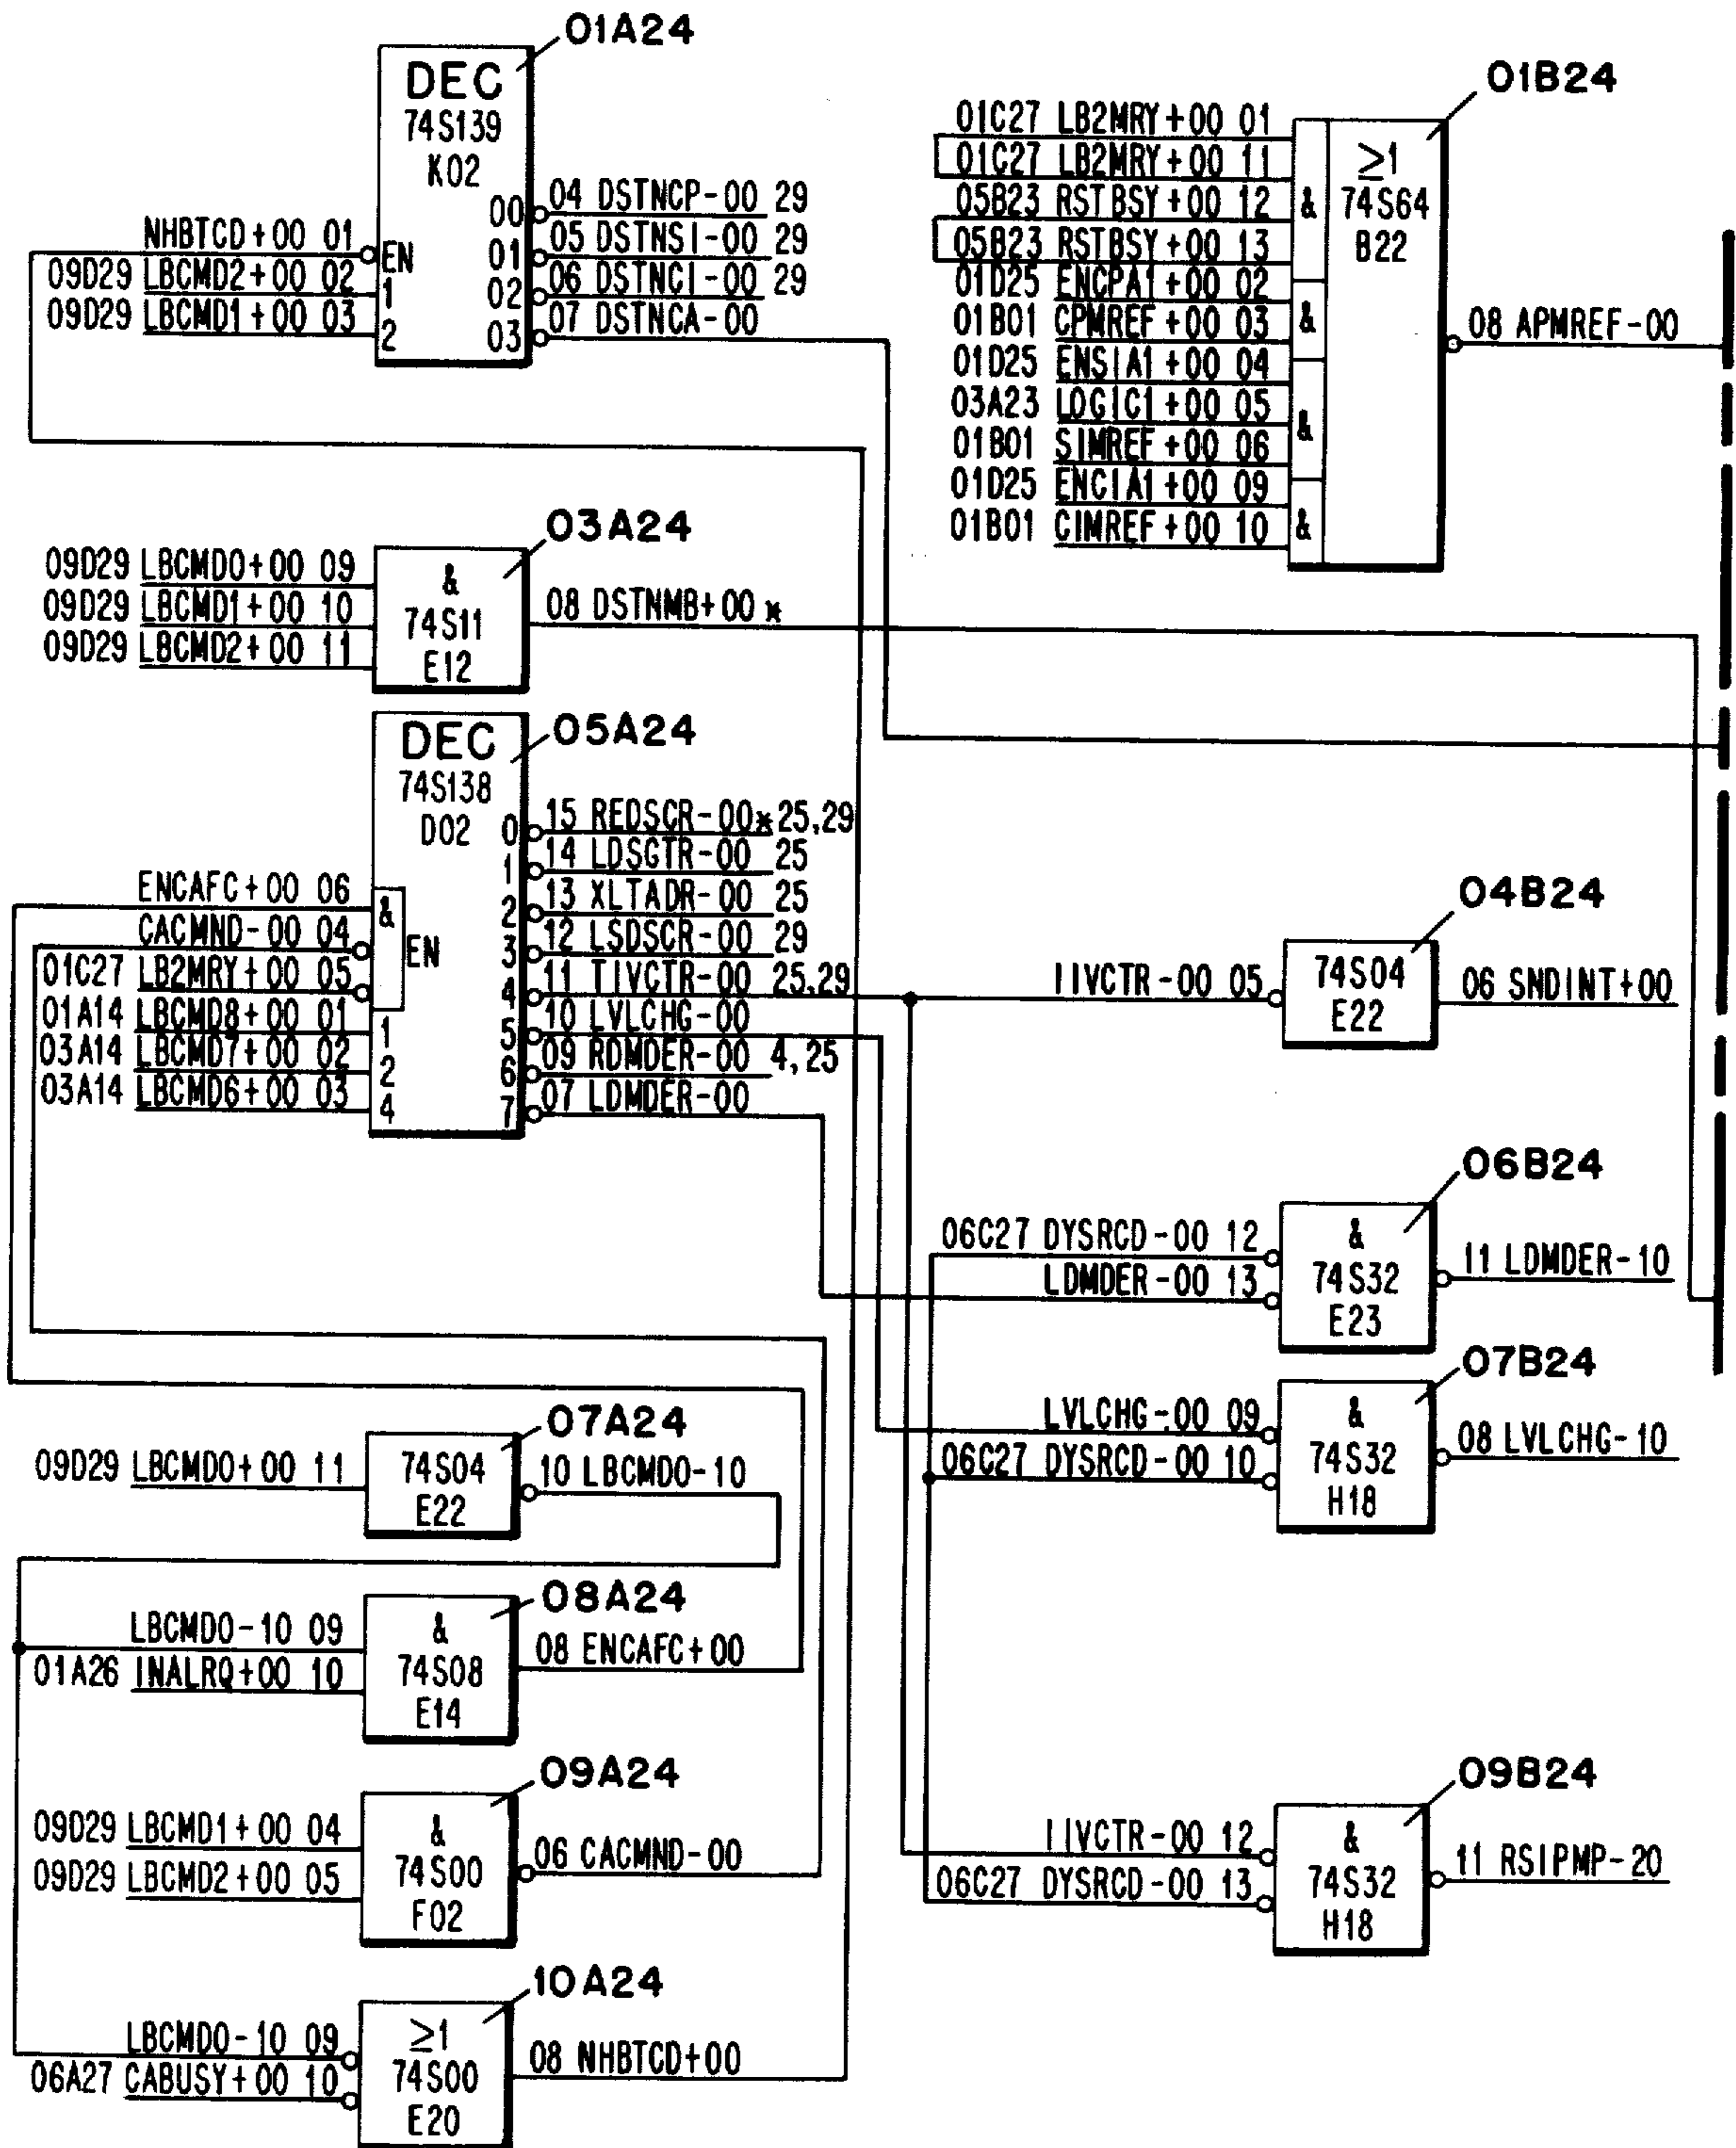 01A24
DEC
74S139
K02
NHBTCD+00 01
09D29 LBCMD2+00 02
09D29 LBCMD1+00 03
EN
1
2
00
01
02
03
04 DSTNCP-00 29
05 DSTNSI-00 29
06 DSTNCI-00 29
07 DSTNCA-00
01B24
01C27 LB2MRY+00 01
01C27 LB2MRY+00 11
05B23 RSTBSY+00 12
05B23 RSTBSY+00 13
01D25 ENCPA1+00 02
01B01 CPMREF+00 03
01D25 ENSIA1+00 04
03A23 LOGIC1+00 05
01B01 SIMREF+00 06
01D25 ENCIA1+00 09
01B01 CIMREF+00 10
&
&
&
&
≥1
74S64
B22
08 APMREF-00
03A24
09D29 LBCMD0+00 09
09D29 LBCMD1+00 10
09D29 LBCMD2+00 11
&
74S11
E12
08 DSTNMB+00 *
05A24
DEC
74S138
D02
ENCAFC+00 06
CACMND-00 04
01C27 LB2MRY+00 05
01A14 LBCMD8+00 01
03A14 LBCMD7+00 02
03A14 LBCMD6+00 03
&
EN
1
2
4
0
1
2
3
4
5
6
7
15 REDSCR-00*25,29
14 LDSGTR-00 25
13 XLTADR-00 25
12 LSDSCR-00 29
11 TIVCTR-00 25,29
10 LVLCHG-00
09 RDMDER-00 4,25
07 LDMDER-00
04B24
IIVCTR-00 05
74S04
E22
06 SNDINT+00
06B24
06C27 DYSRCD-00 12
LDMDER-00 13
&
74S32
E23
11 LDMDER-10
07B24
LVLCHG-00 09
06C27 DYSRCD-00 10
&
74S32
H18
08 LVLCHG-10
07A24
09D29 LBCMD0+00 11
74S04
E22
10 LBCMD0-10
08A24
LBCMD0-10 09
01A26 INALRQ+00 10
&
74S08
E14
08 ENCAFC+00
09A24
09D29 LBCMD1+00 04
09D29 LBCMD2+00 05
&
74S00
F02
06 CACMND-00
09B24
IIVCTR-00 12
06C27 DYSRCD-00 13
&
74S32
H18
11 RSIPMP-20
10A24
LBCMD0-10 09
06A27 CABUSY+00 10
≥1
74S00
E20
08 NHBTCD+00